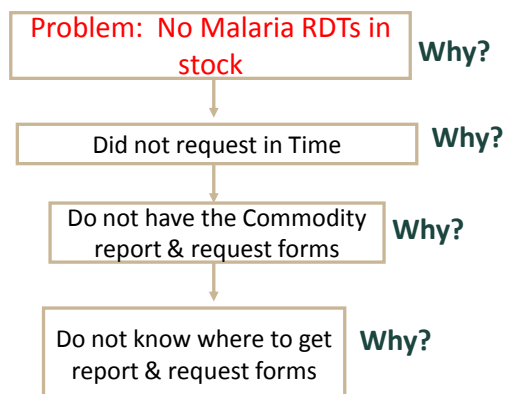 Problem:  No Malaria RDTs in
stock
Why?
Did not request in Time
Why?
Do not have the Commodity
report & request forms
Why?
Do not know where to get
report & request forms
Why?